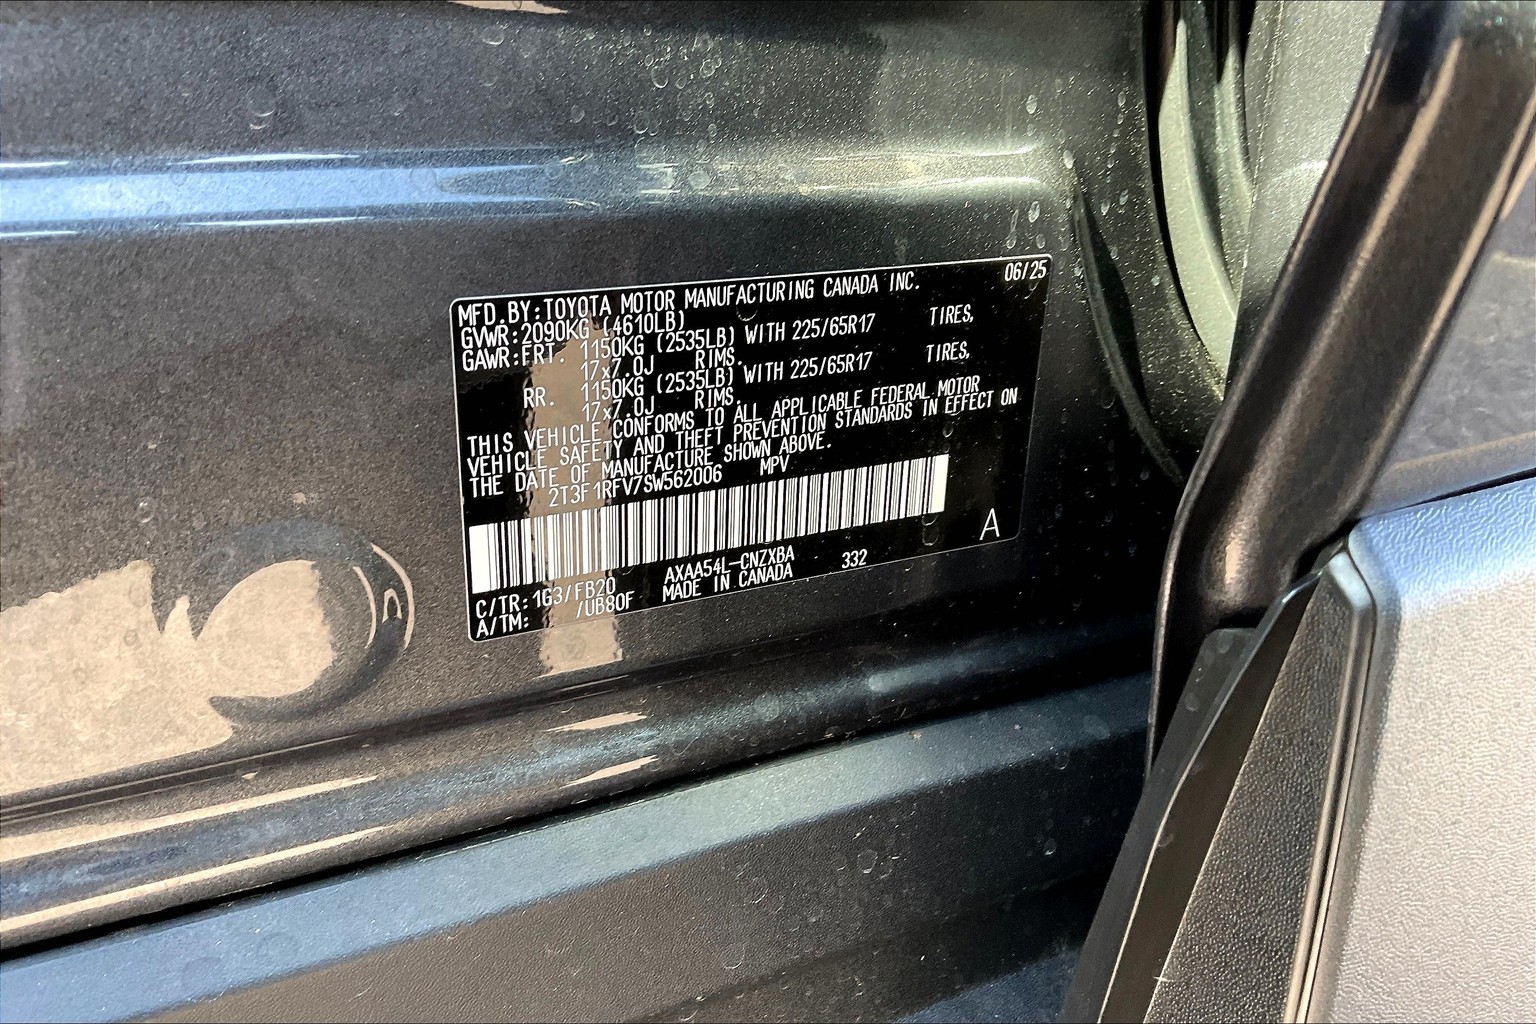 06/25
MFD.BY:TOYOTA MOTOR MANUFACTURING CANADA INC.
GVWR:2090KG (4610LB)
GAWR:FRT. 1150KG (2535LB) WITH 225/65R17 TIRES,
17x7.0J RIMS.
RR. 1150KG (2535LB) WITH 225/65R17 TIRES,
17x7.0J RIMS.
THIS VEHICLE CONFORMS TO ALL APPLICABLE FEDERAL MOTOR
VEHICLE SAFETY AND THEFT PREVENTION STANDARDS IN EFFECT ON
THE DATE OF MANUFACTURE SHOWN ABOVE.
2T3F1RFV7SW562006 MPV
A
C/TR:1G3/FB20 AXAA54L-CNZXBA 332
A/TM: /UB80F MADE IN CANADA